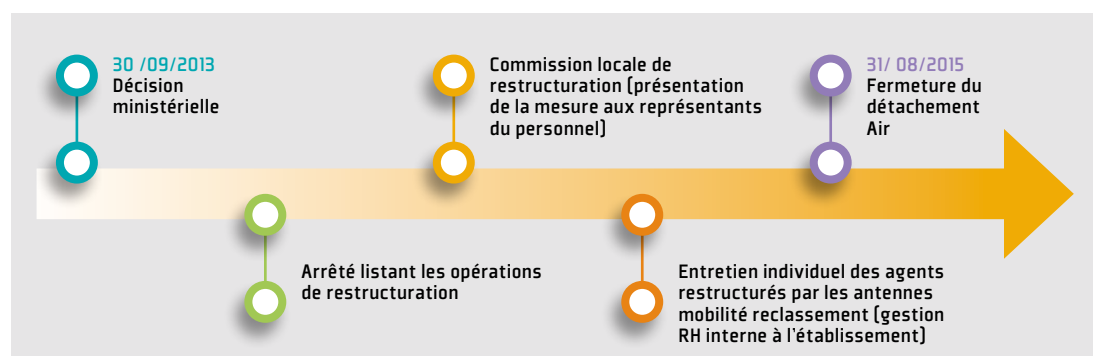 30 /09/2013
Décision
ministérielle
Arrêté listant les opérations
de restructuration
Commission locale de
restructuration (présentation
de la mesure aux représentants
du personnel)
Entretien individuel des agents
restructurés par les antennes
mobilité reclassement (gestion
RH interne à l'établissement)
31/ 08/2015
Fermeture du
détachement
Air